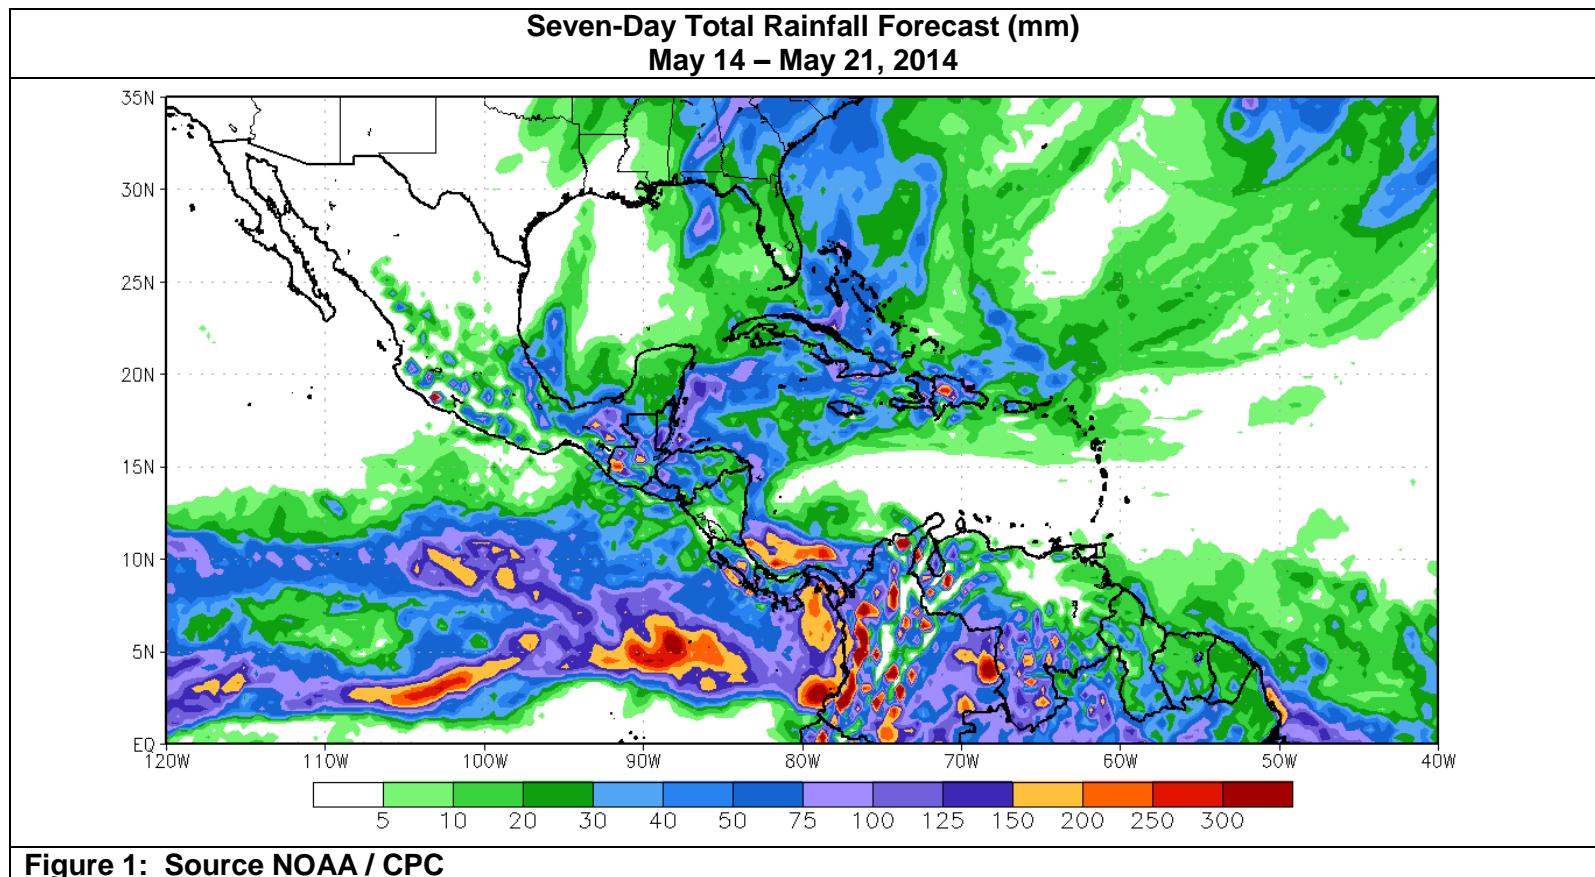 Seven-Day Total Rainfall Forecast (mm)
May 14 – May 21, 2014
35N
30N
25N
20N
15N
10N
5N
EQ
120W 110W 100W 90W 80W 70W 60W 50W 40W
5 10 20 30 40 50 75 100 125 150 200 250 300
Figure 1: Source NOAA / CPC